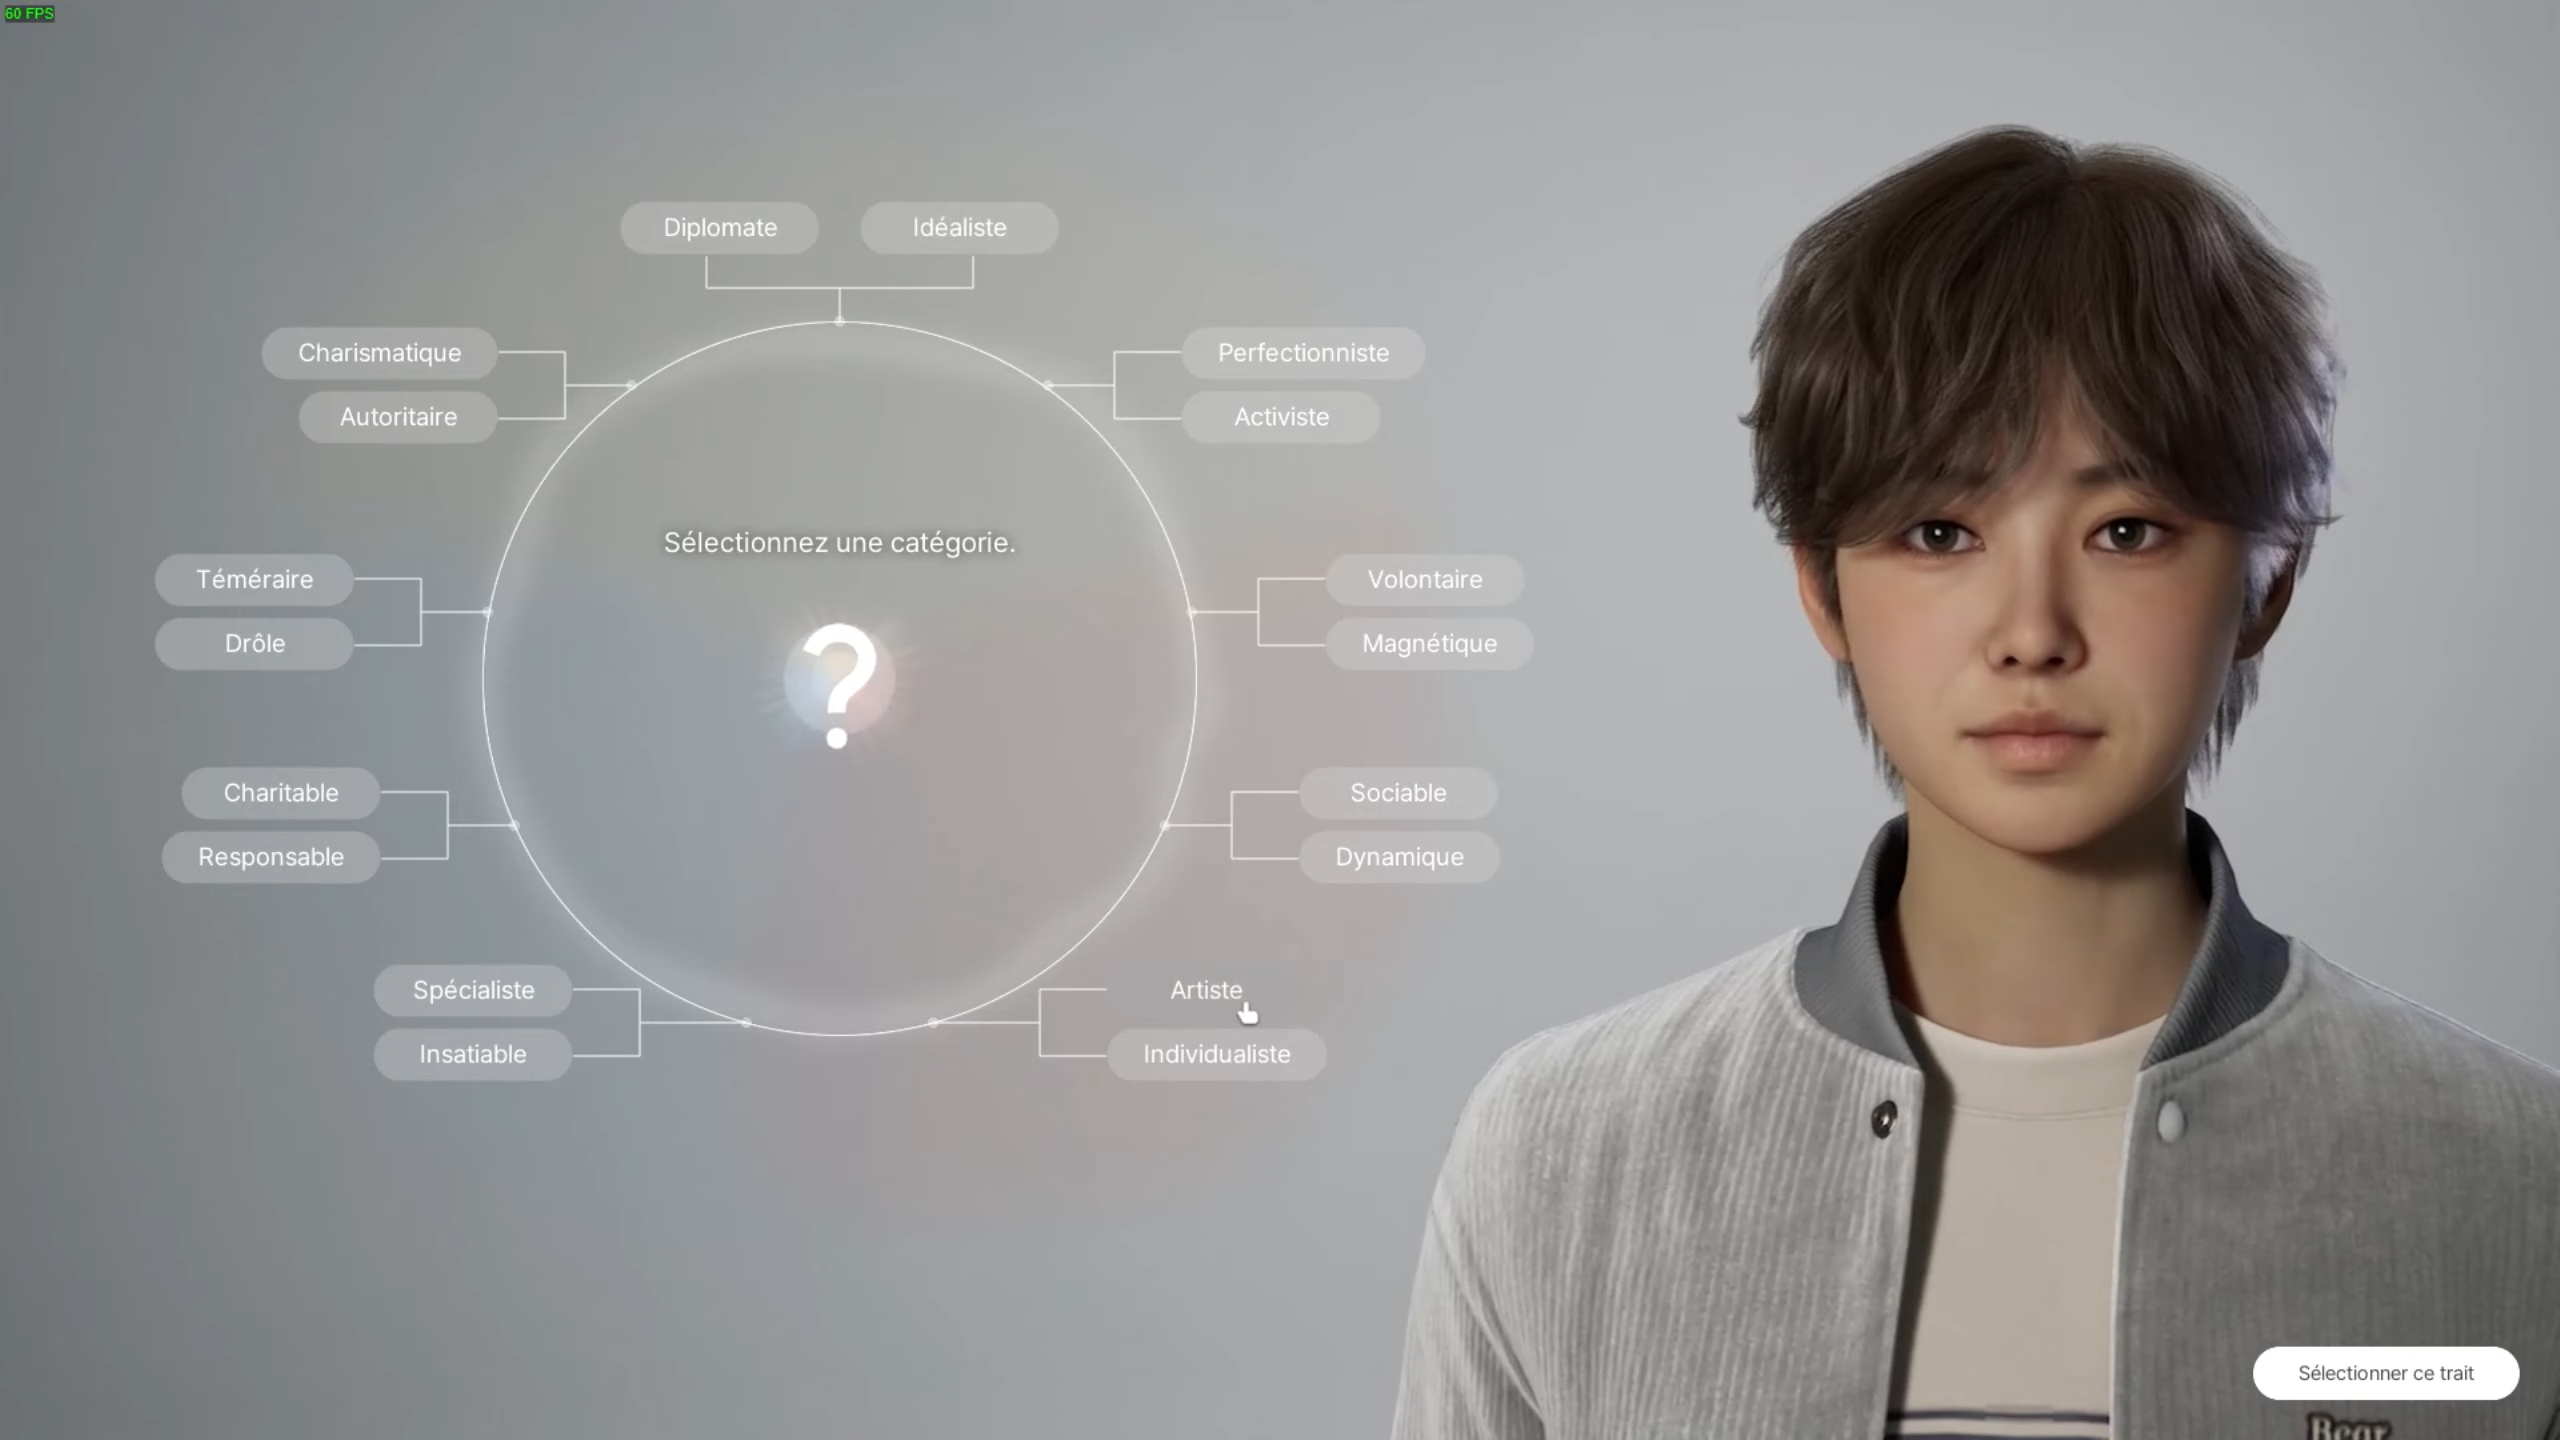 60 FPS
Diplomate
Idéaliste
Charismatique
Autoritaire
Perfectionniste
Activiste
Sélectionnez une catégorie.
?
Téméraire
Drôle
Volontaire
Magnétique
Charitable
Responsable
Sociable
Dynamique
Spécialiste
Insatiable
Artiste
Individualiste
Sélectionner ce trait
Bear